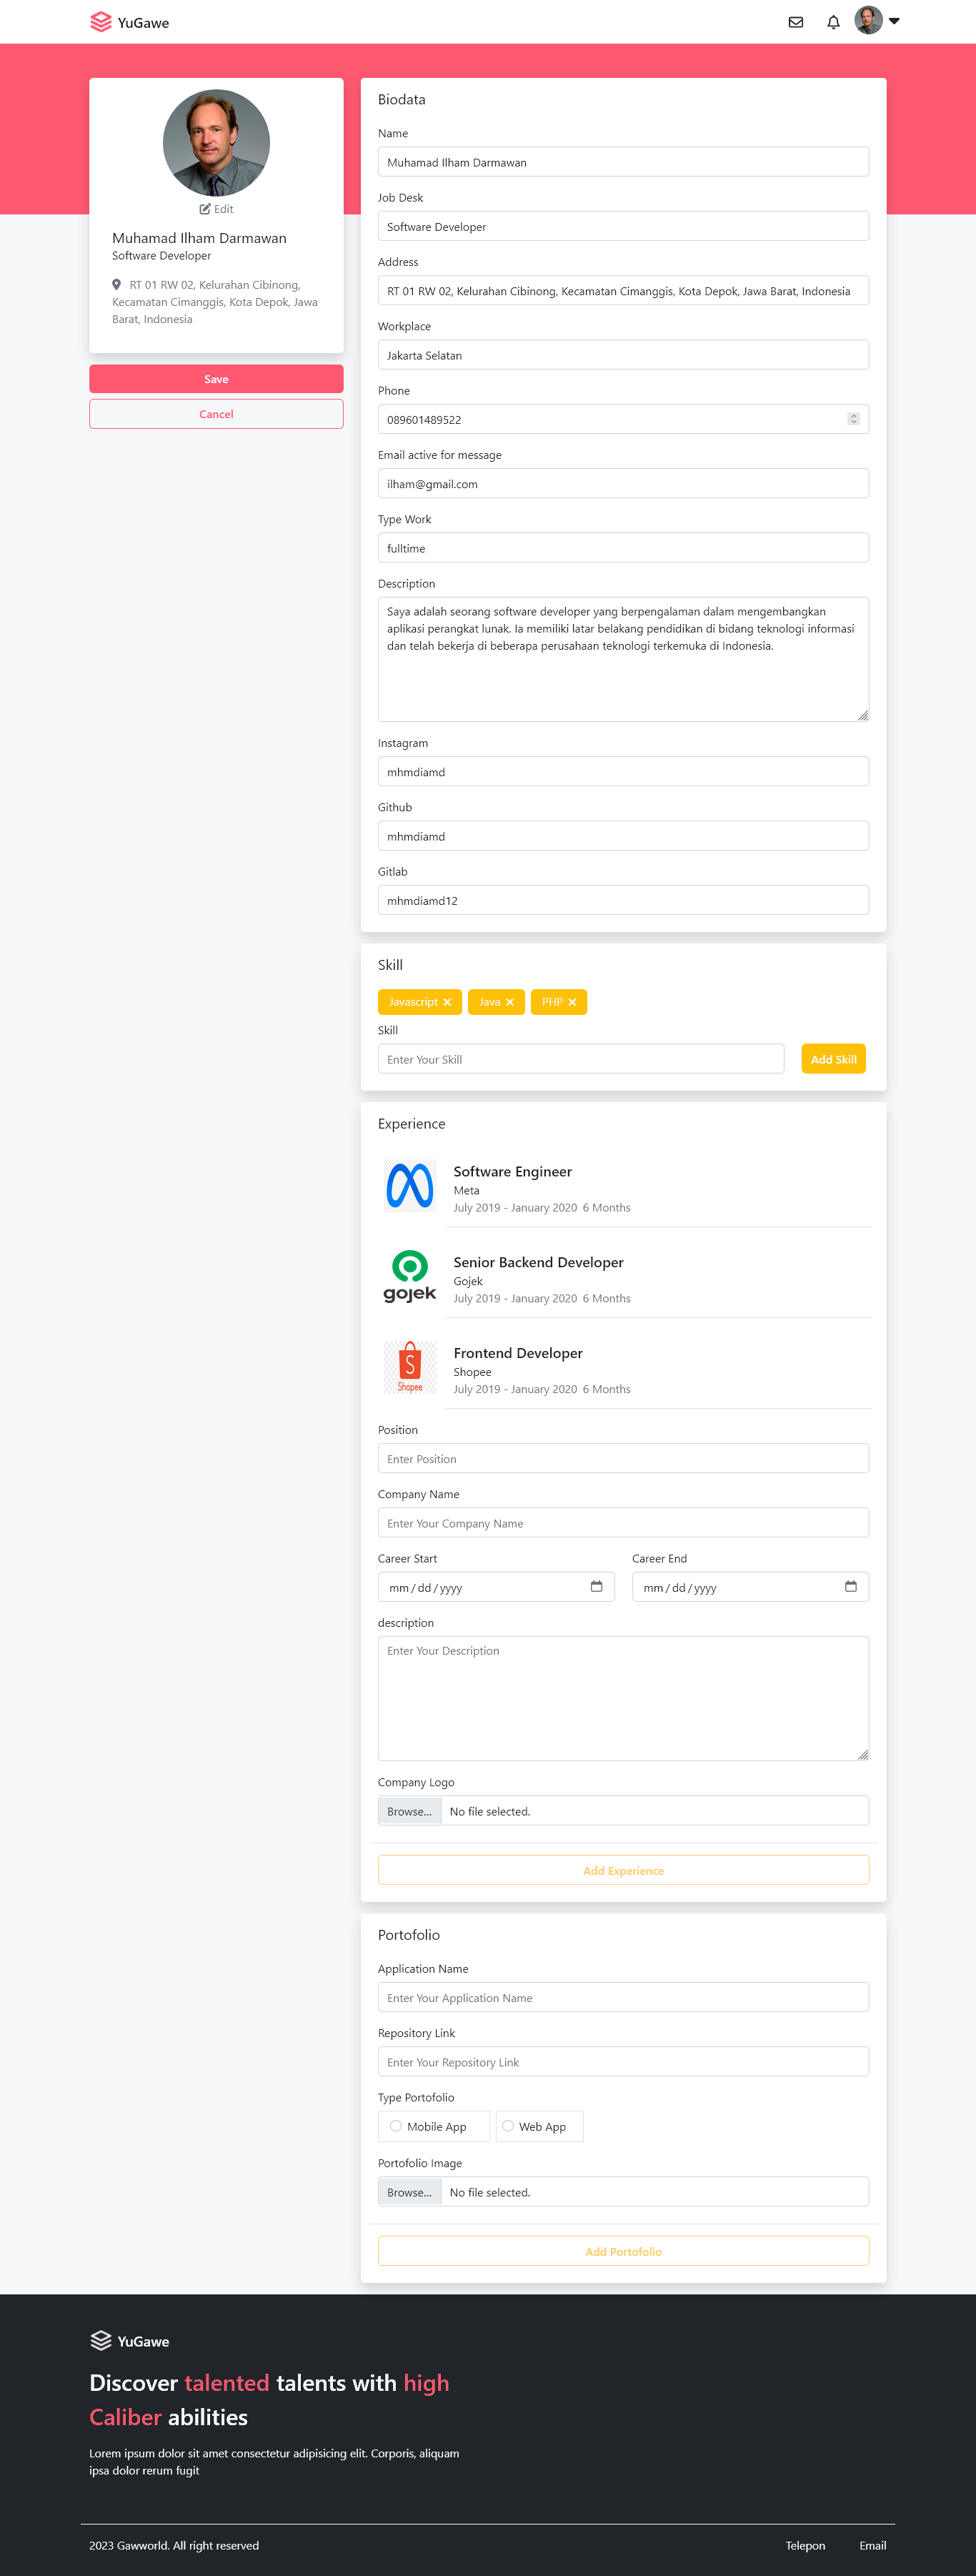 YuGawe
Edit
Muhamad Ilham Darmawan
Software Developer
RT 01 RW 02, Kelurahan Cibinong,
Kecamatan Cimanggis, Kota Depok, Jawa
Barat, Indonesia
Save
Cancel
Biodata
Name
Muhamad Ilham Darmawan
Job Desk
Software Developer
Address
RT 01 RW 02, Kelurahan Cibinong, Kecamatan Cimanggis, Kota Depok, Jawa Barat, Indonesia
Workplace
Jakarta Selatan
Phone
089601489522
Email active for message
ilham@gmail.com
Type Work
fulltime
Description
Saya adalah seorang software developer yang berpengalaman dalam mengembangkan
aplikasi perangkat lunak. Ia memiliki latar belakang pendidikan di bidang teknologi informasi
dan telah bekerja di beberapa perusahaan teknologi terkemuka di Indonesia.
Instagram
mhmdiamd
Github
mhmdiamd
Gitlab
mhmdiamd12
Skill
Javascript Java PHP
Skill
Enter Your Skill Add Skill
Experience
Software Engineer
Meta
July 2019 - January 2020 6 Months
gojek
Senior Backend Developer
Gojek
July 2019 - January 2020 6 Months
S
Shopee
Frontend Developer
Shopee
July 2019 - January 2020 6 Months
Position
Enter Position
Company Name
Enter Your Company Name
Career Start Career End
mm / dd / yyyy mm / dd / yyyy
description
Enter Your Description
Company Logo
Browse... No file selected.
Add Experience
Portofolio
Application Name
Enter Your Application Name
Repository Link
Enter Your Repository Link
Type Portofolio
Mobile App Web App
Portofolio Image
Browse... No file selected.
Add Portofolio
YuGawe
Discover talented talents with high
Caliber abilities
Lorem ipsum dolor sit amet consectetur adipisicing elit. Corporis, aliquam
ipsa dolor rerum fugit
2023 Gawworld. All right reserved Telepon Email